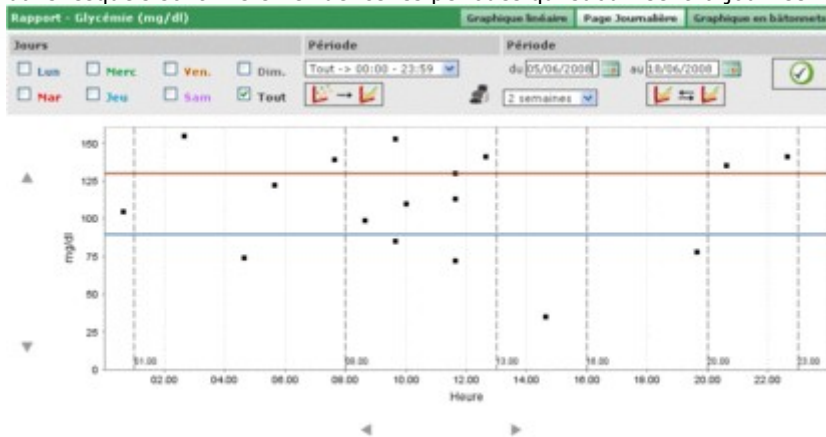 Rapport - Glycémie (mg/dl) Graphique linéaire Page Journalière Graphique en bâtonnets
Jours Période Période
Lun Merc Ven. Dim. Tout -> 00:00 - 23:59 du 05/06/2008 au 18/06/2008
Mar Jeu Sam Tout 2 semaines
150
125
100
75
50
25
0
mg/dl
01.00 08.00 13.00 16.00 20.00 23.00
02.00 04.00 06.00 08.00 10.00 12.00 14.00 16.00 18.00 20.00 22.00
Heure